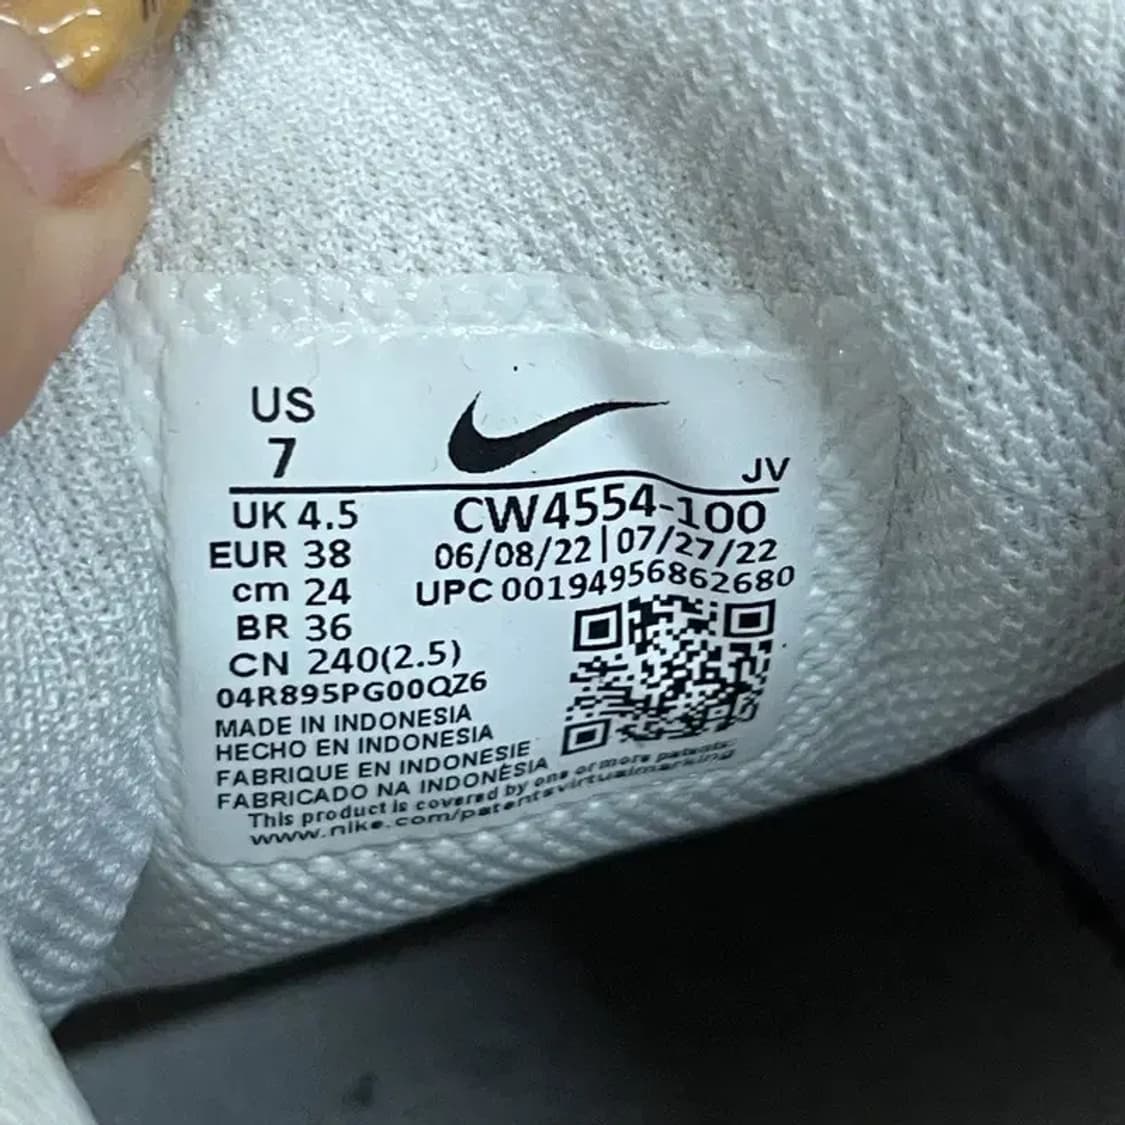 US
7
JV
UK 4.5
CW4554-100
EUR 38
06/08/22 | 07/27/22
cm 24
UPC 00194956862680
BR 36
CN 240(2.5)
04R895PG00QZ6
MADE IN INDONESIA
HECHO EN INDONESIA
FABRIQUE EN INDONESIE
FABRICADO NA INDONÉSIA
This product is covered by one or more patents:
www.nike.com/patentsvirtualmarking